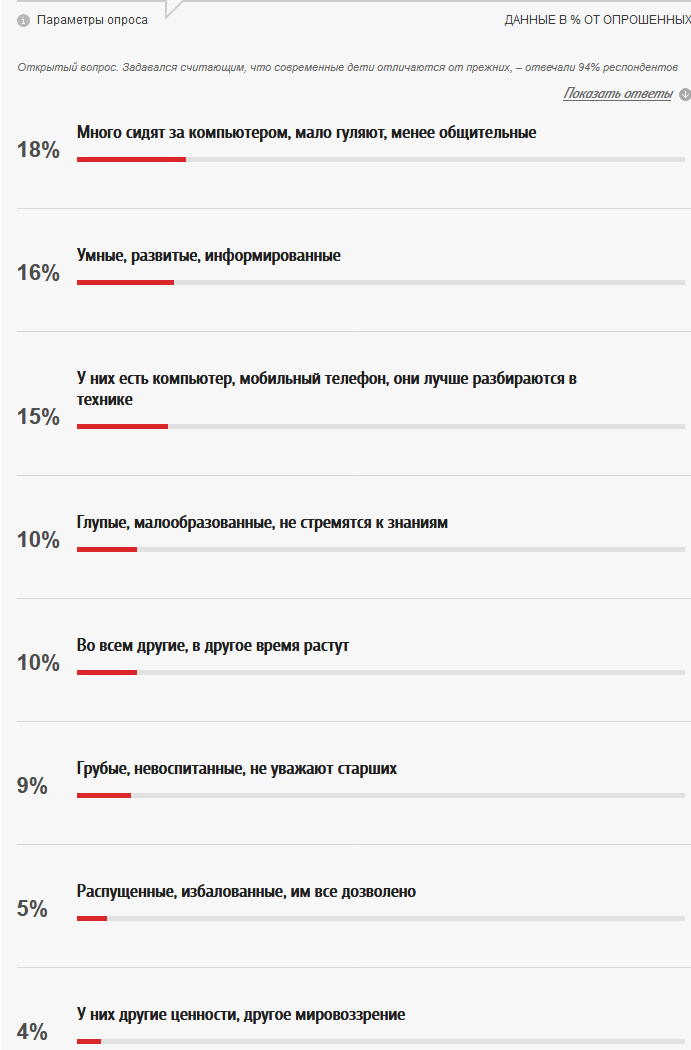 Параметры опроса
ДАННЫЕ В % ОТ ОПРОШЕННЫХ
Открытый вопрос. Задавался считающим, что современные дети отличаются от прежних, – отвечали 94% респондентов
Показать ответы
Много сидят за компьютером, мало гуляют, менее общительные
18%
Умные, развитые, информированные
16%
У них есть компьютер, мобильный телефон, они лучше разбираются в
технике
15%
Глупые, малообразованные, не стремятся к знаниям
10%
Во всем другие, в другое время растут
10%
Грубые, невоспитанные, не уважают старших
9%
Распущенные, избалованные, им все дозволено
5%
У них другие ценности, другое мировоззрение
4%